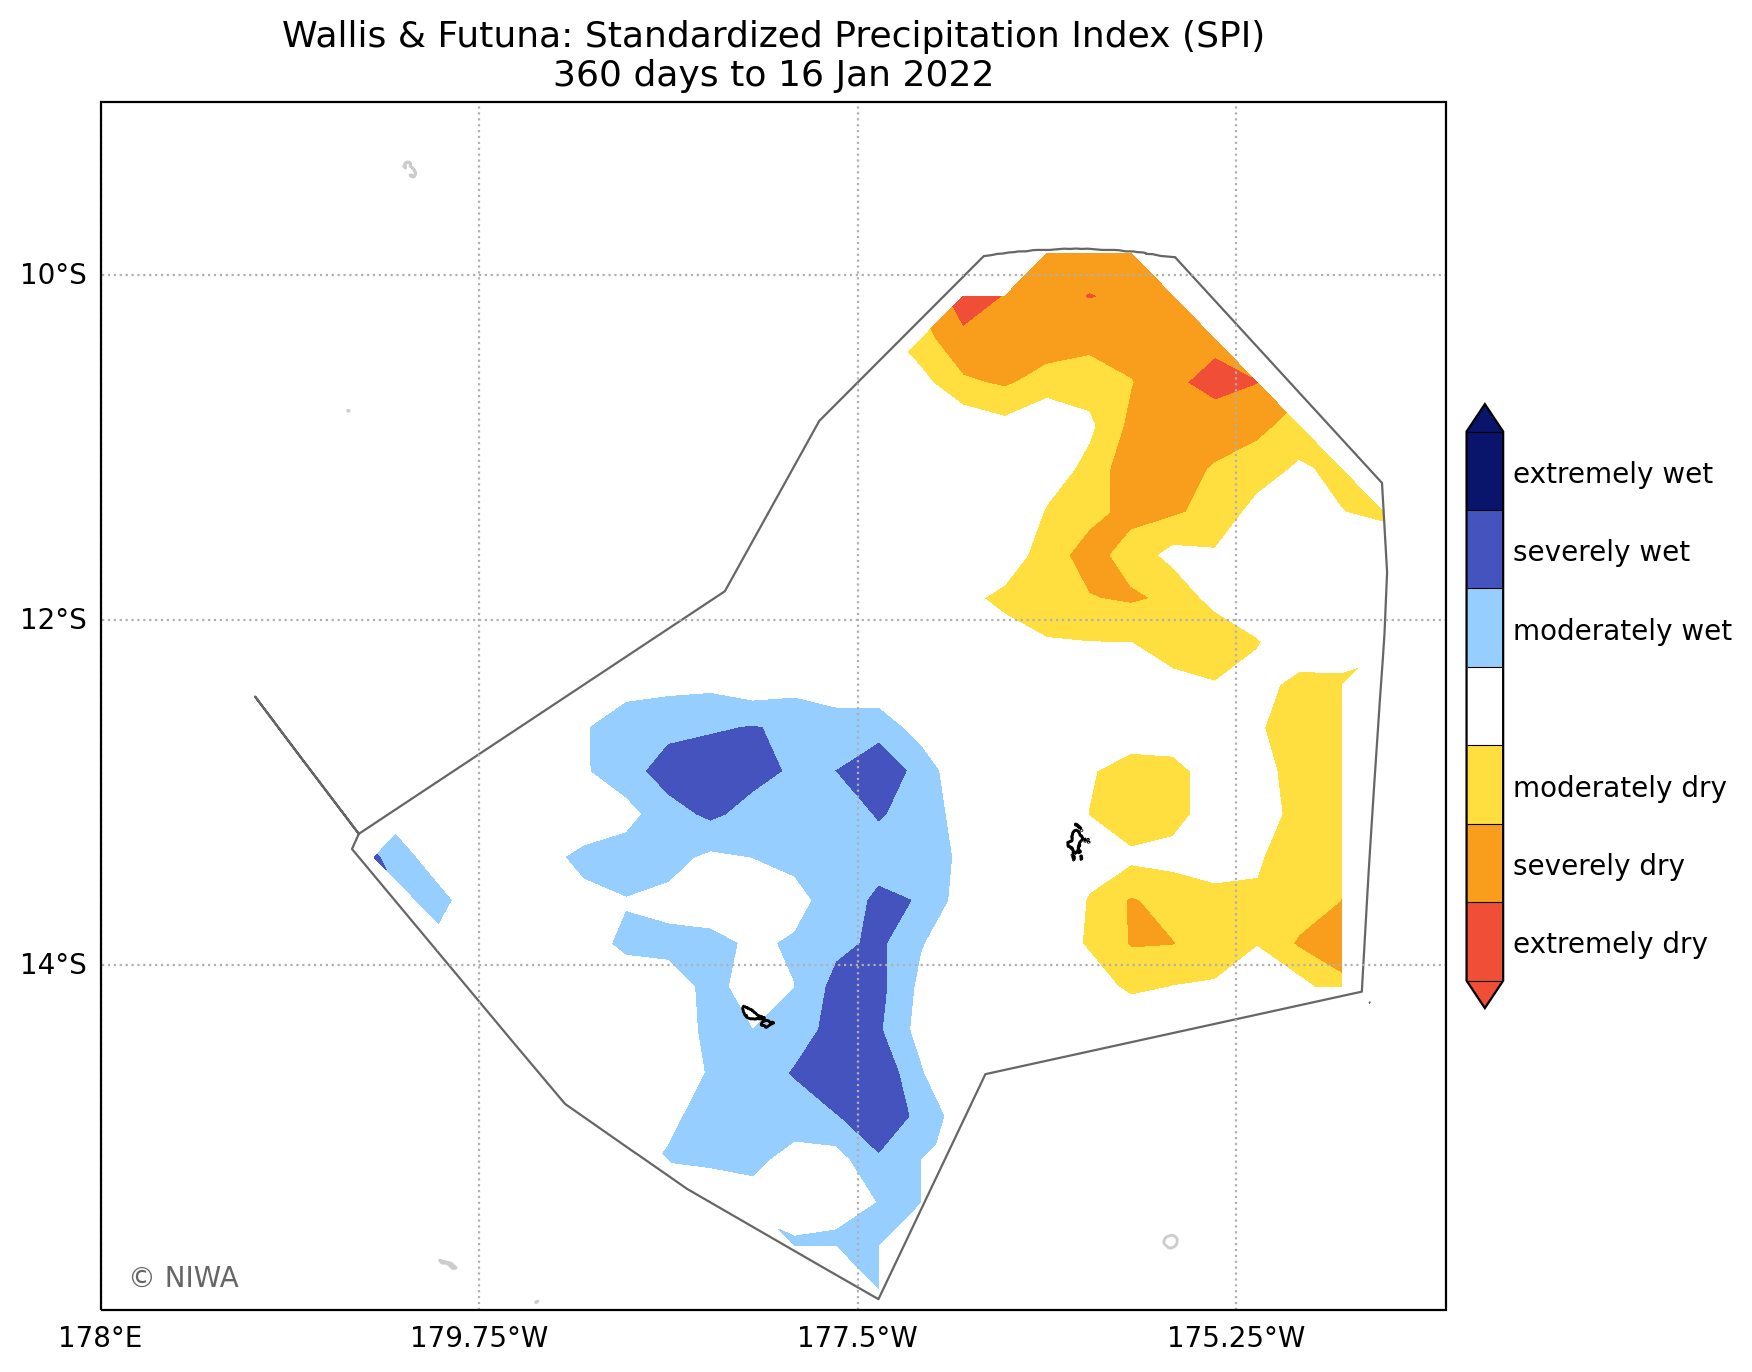 Wallis & Futuna: Standardized Precipitation Index (SPI)
360 days to 16 Jan 2022
10°S
12°S
14°S
178°E
179.75°W
177.5°W
175.25°W
extremely wet
severely wet
moderately wet
moderately dry
severely dry
extremely dry
© NIWA